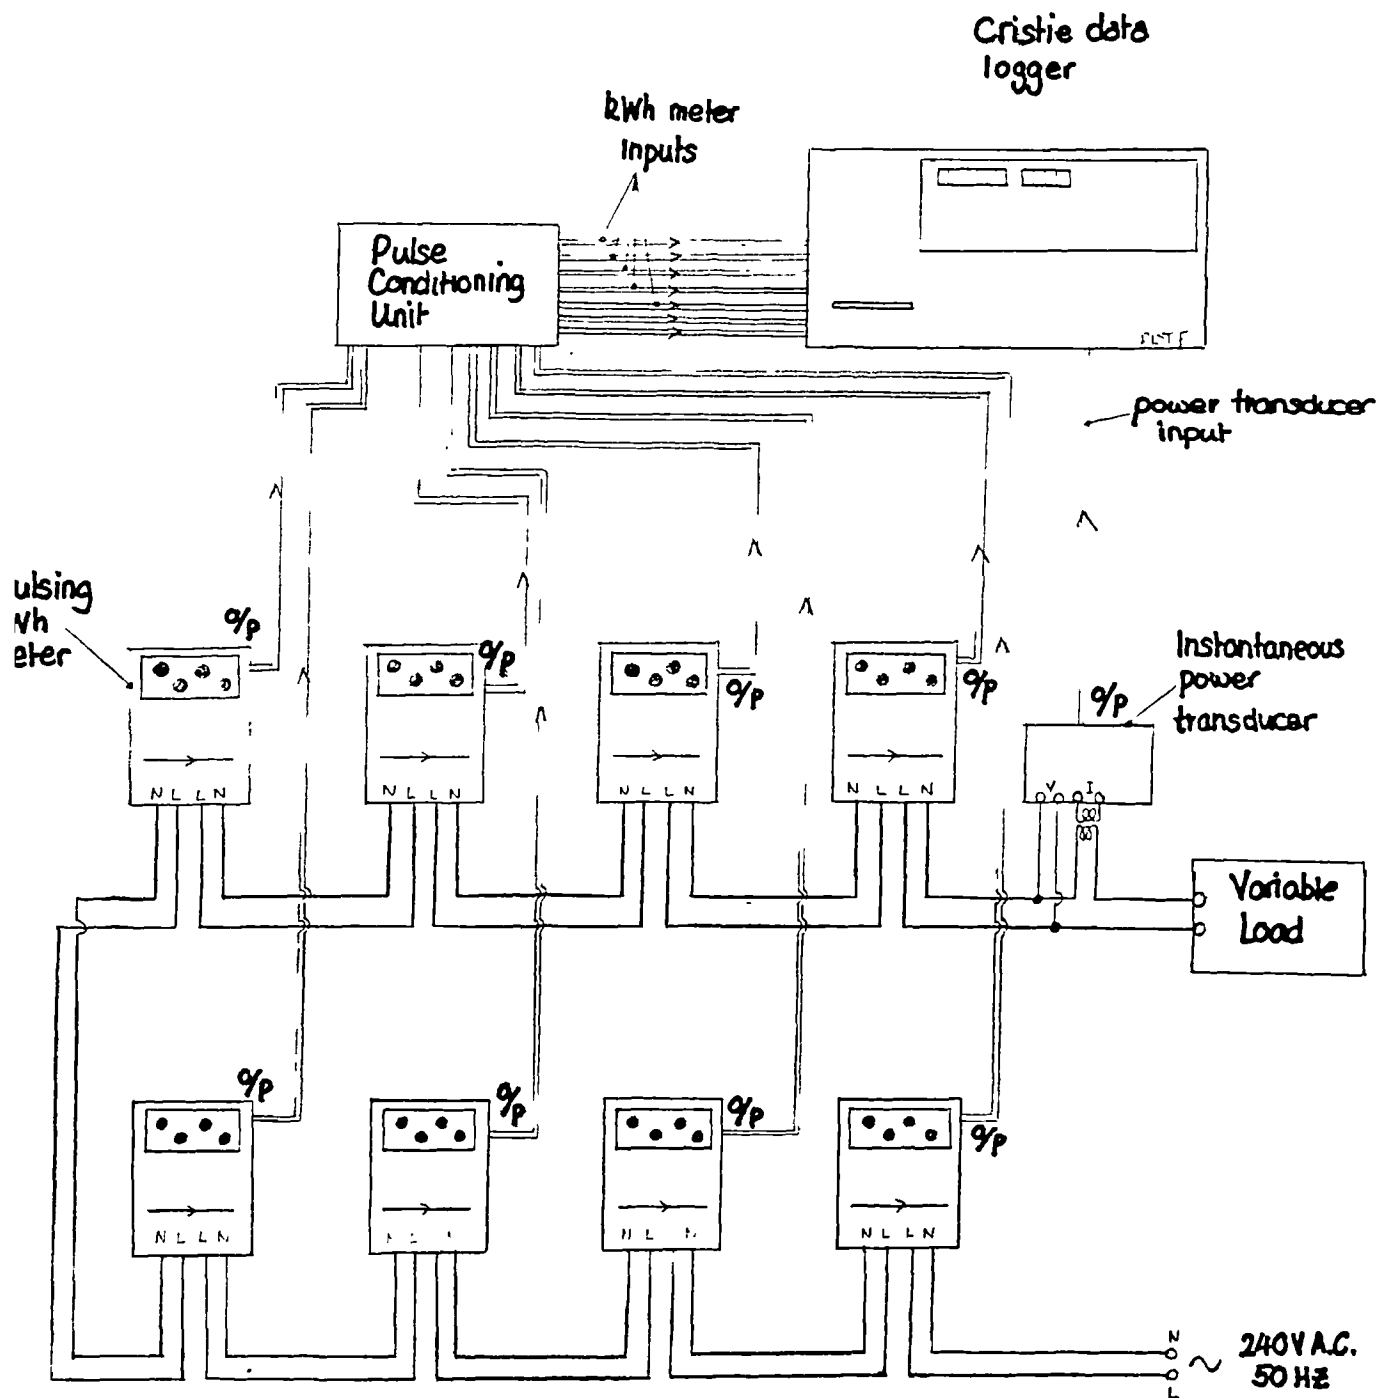 Cristie data
logger
kWh meter
inputs
Pulse
Conditioning
Unit
power transducer
input
ulsing
Wh
eter
O/P
O/P
O/P
O/P
Instantaneous
power
transducer
O/P
V I
N L L N
N L L N
N L L N
N L L N
Variable
Load
O/P
O/P
O/P
O/P
N L L N
N L N
N L L N
N
240V A.C.
50 HZ
L